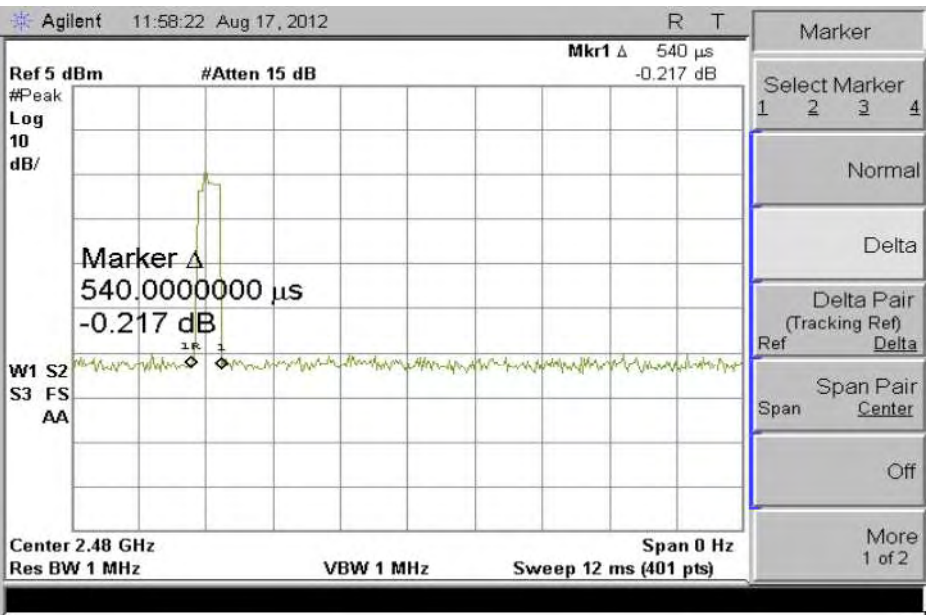 Agilent 11:58:22 Aug 17, 2012 R T
Mkr1 Δ 540 μs
Ref 5 dBm #Atten 15 dB -0.217 dB
#Peak
Log
10
dB/
Marker Δ
540.0000000 μs
-0.217 dB
1R 1
W1 S2
S3 FS
AA
Center 2.48 GHz Span 0 Hz
Res BW 1 MHz VBW 1 MHz Sweep 12 ms (401 pts)
Marker
Select Marker
1 2 3 4
Normal
Delta
Delta Pair
(Tracking Ref)
Ref Delta
Span Pair
Span Center
Off
More
1 of 2